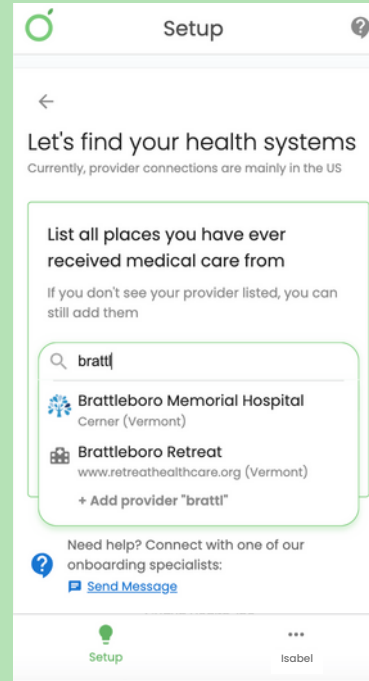 Setup
Let's find your health systems
Currently, provider connections are mainly in the US
List all places you have ever
received medical care from
If you don't see your provider listed, you can
still add them
brattl
Brattleboro Memorial Hospital
Cerner (Vermont)
Brattleboro Retreat
www.retreathealthcare.org (Vermont)
+ Add provider "brattl"
Need help? Connect with one of our
onboarding specialists:
Send Message
Setup
Isabel